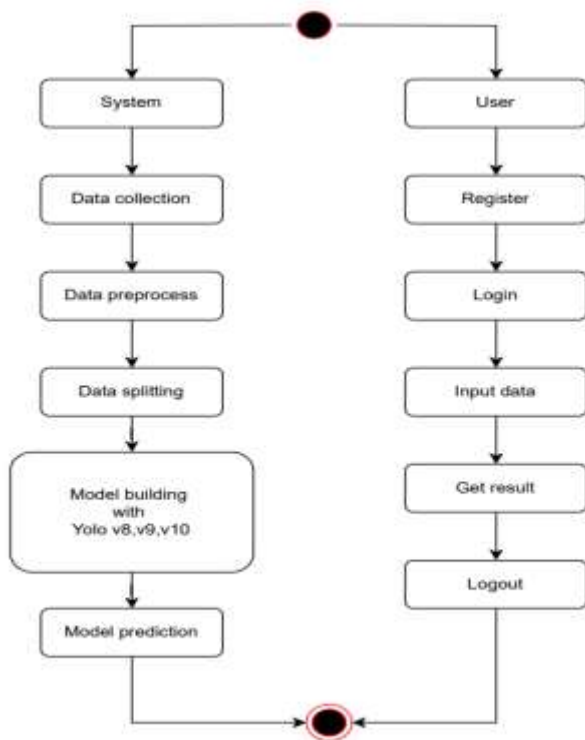 System
Data collection
Data preprocess
Data splitting
Model building
with
Yolo v8,v9,v10
Model prediction
User
Register
Login
Input data
Get result
Logout